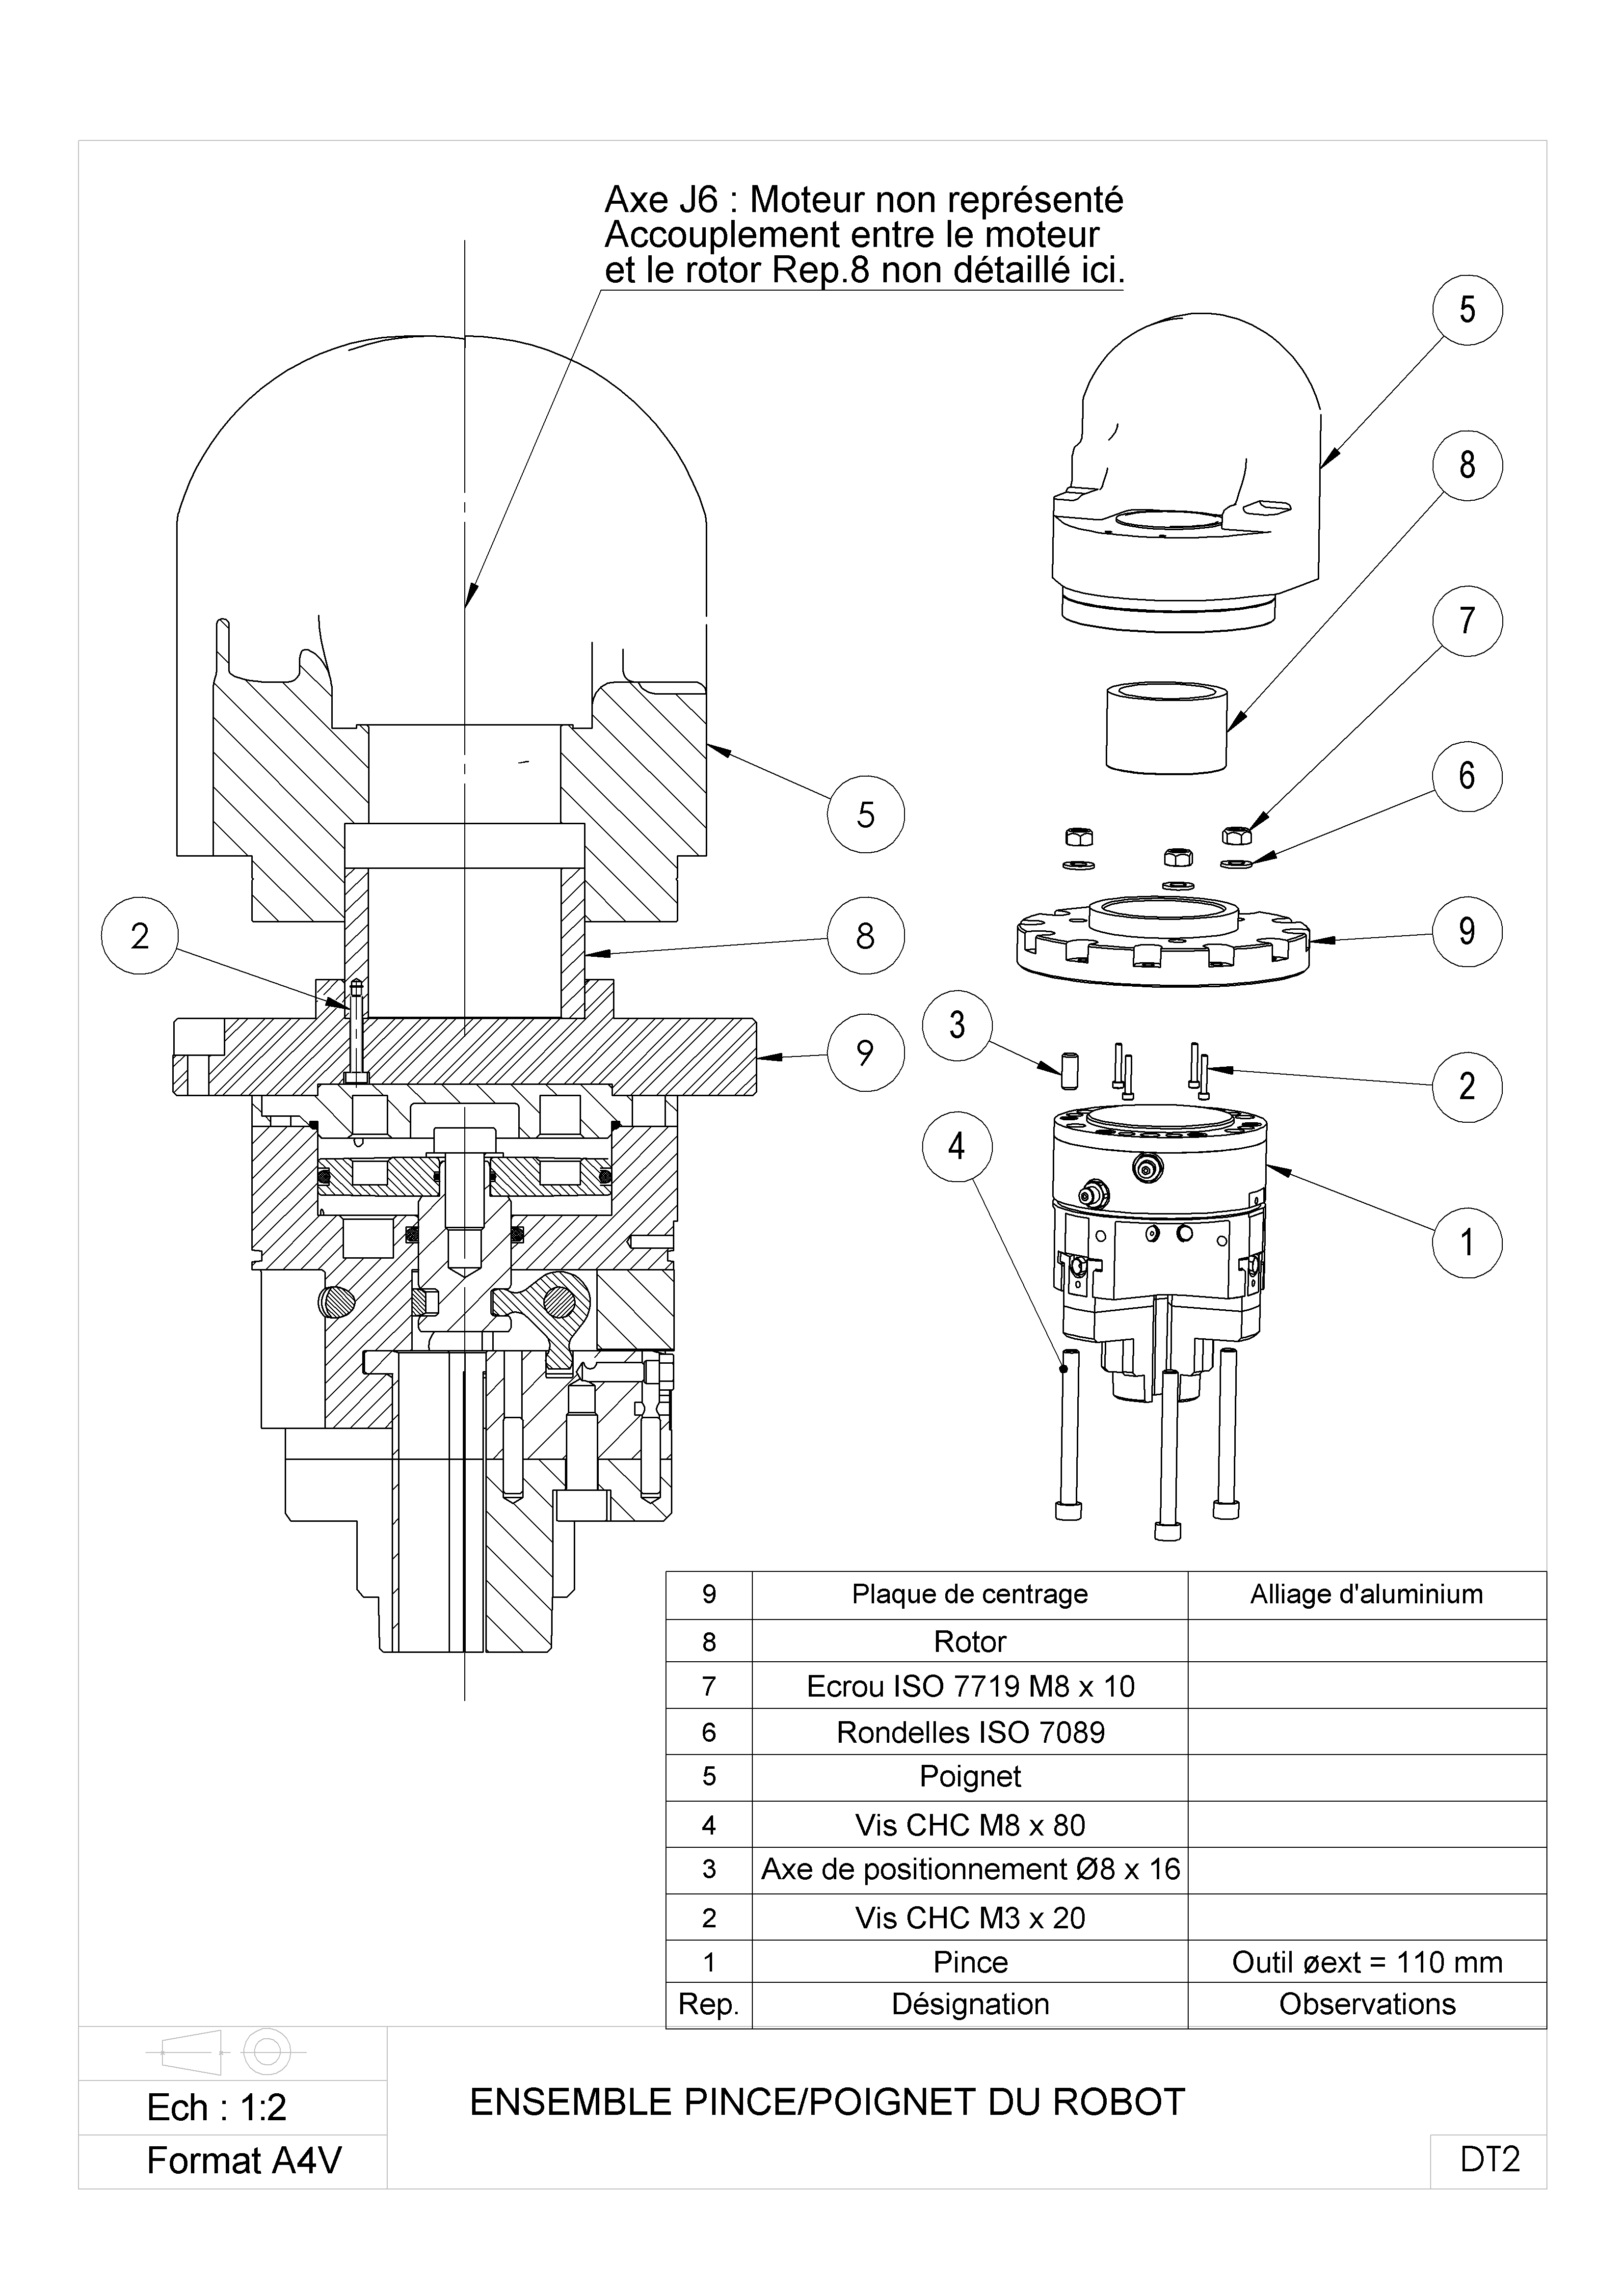 Axe J6 : Moteur non représenté
Accouplement entre le moteur
et le rotor Rep.8 non détaillé ici.
5
8
7
6
9
3
2
4
1
5
2
8
9
9 Plaque de centrage Alliage d'aluminium
8 Rotor
7 Ecrou ISO 7719 M8 x 10
6 Rondelles ISO 7089
5 Poignet
4 Vis CHC M8 x 80
3 Axe de positionnement Ø8 x 16
2 Vis CHC M3 x 20
1 Pince Outil øext = 110 mm
Rep. Désignation Observations
Ech : 1:2
ENSEMBLE PINCE/POIGNET DU ROBOT
Format A4V
DT2